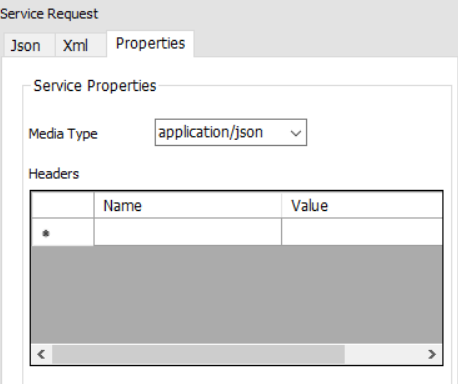 Service Request
Json Xml Properties
Service Properties
Media Type application/json
Headers
Name Value
*